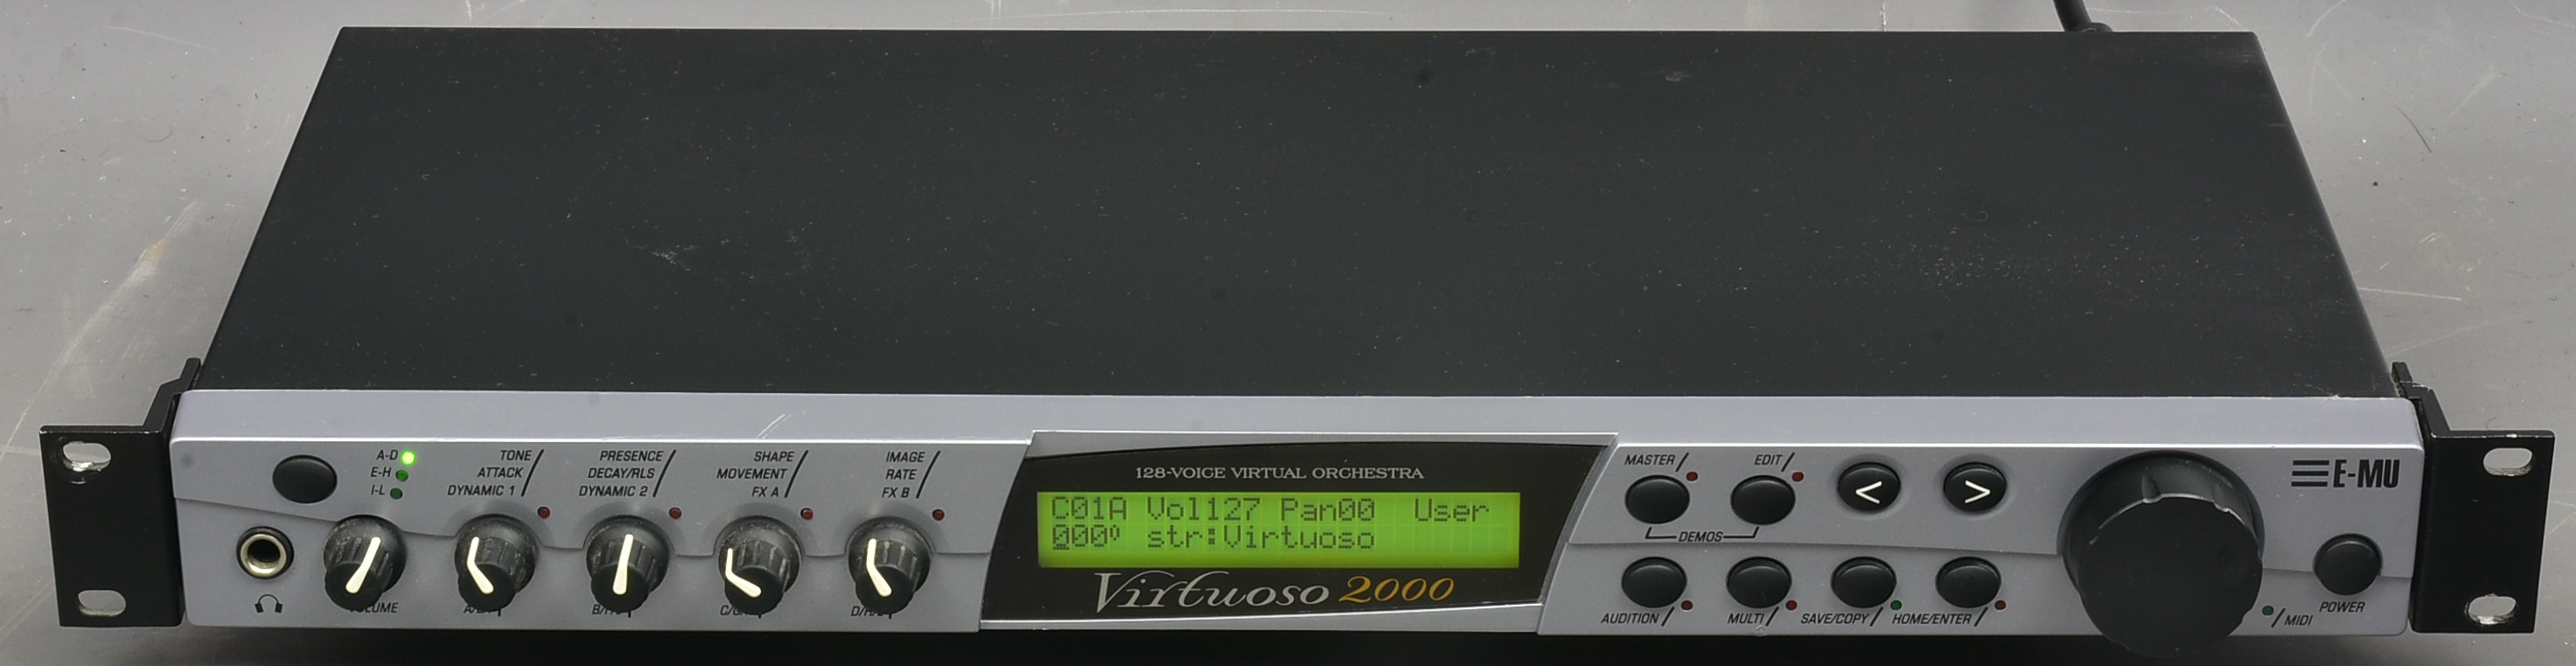 A-D
E-H
I-L
TONE
ATTACK
DYNAMIC 1
PRESENCE
DECAY/RLS
DYNAMIC 2
SHAPE
MOVEMENT
FX A
IMAGE
RATE
FX B
128-VOICE VIRTUAL ORCHESTRA
C01A Vol127 Pan00 User
000 str:Virtuoso
Virtuoso 2000
MASTER
EDIT
DEMOS
<
>
AUDITION
MULTI
SAVE/COPY
HOME/ENTER
E-MU
POWER
MIDI